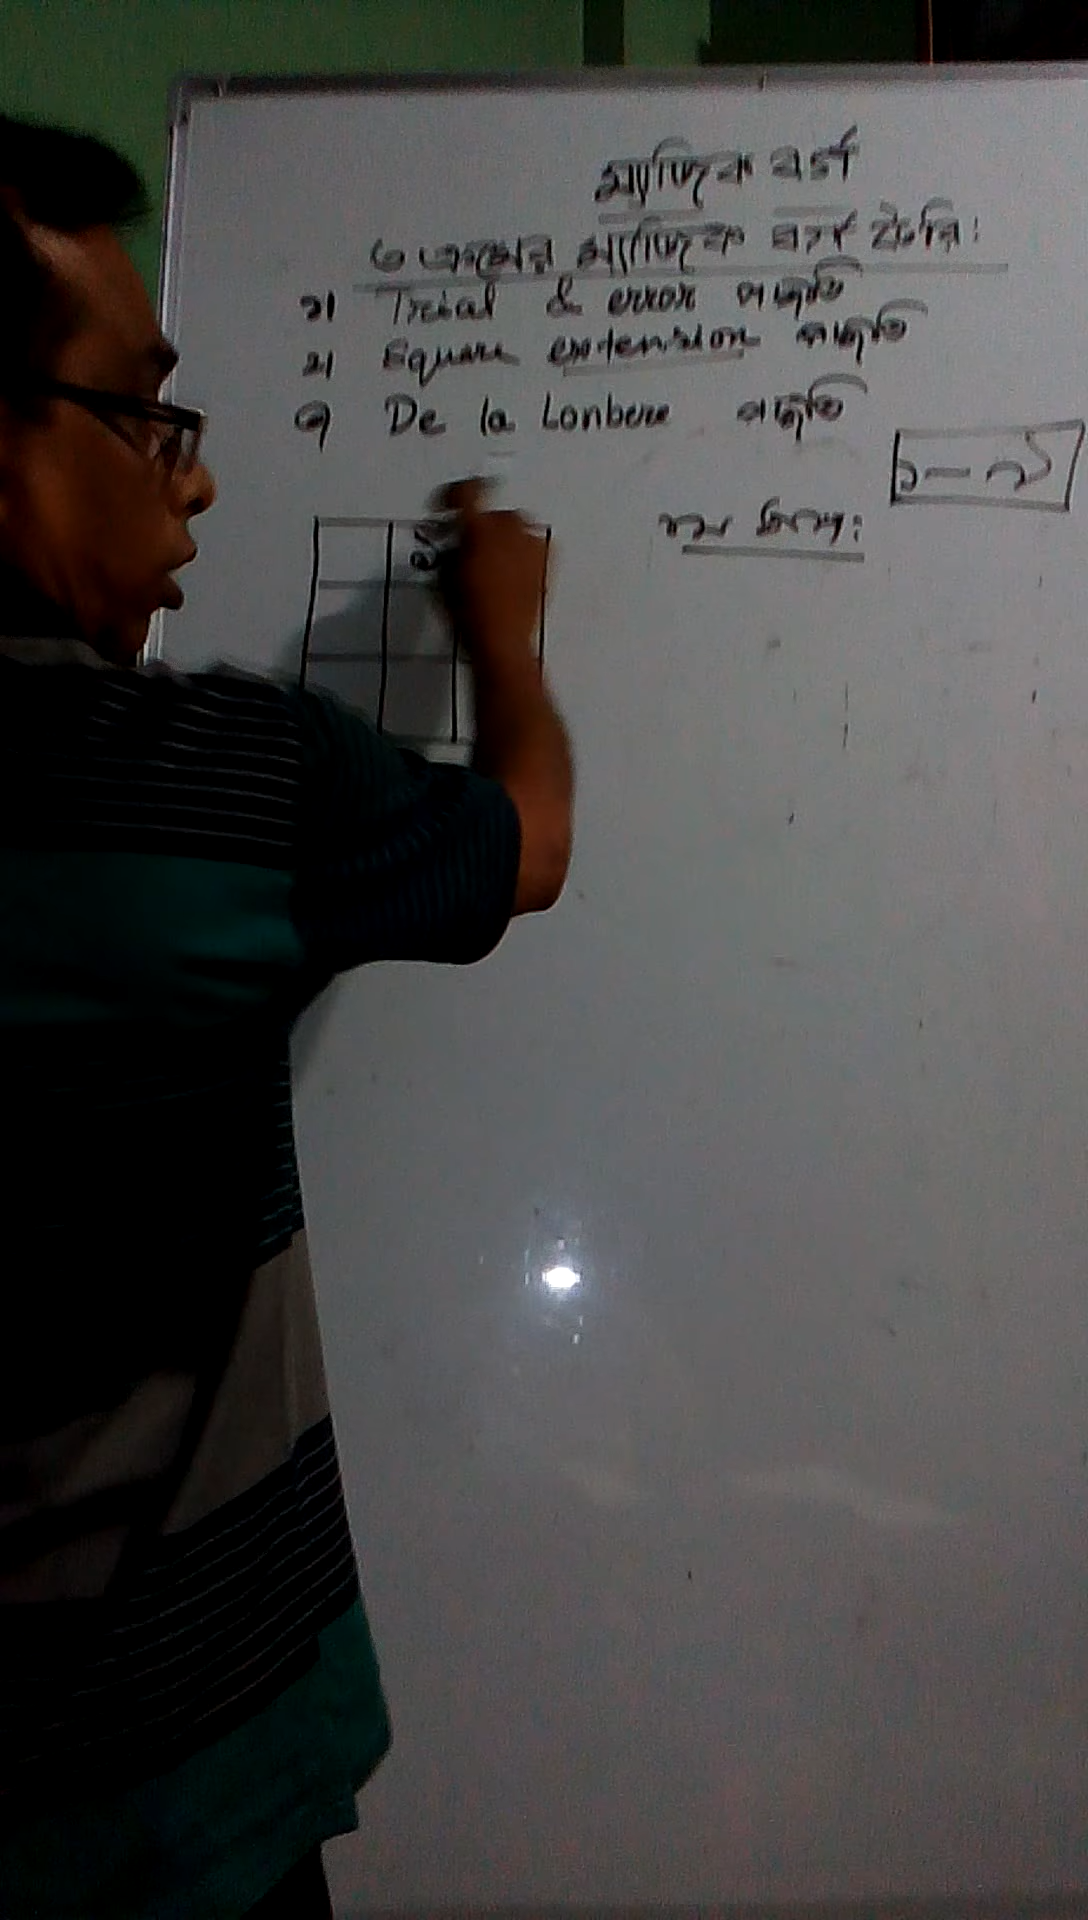 ম্যাজিক বর্গ
৩ ক্রমের ম্যাজিক বর্গ তৈরি:
১। Trial & error পদ্ধতি
২। Square extension পদ্ধতি
৩। De la Lonbere পদ্ধতি
১ – ৯